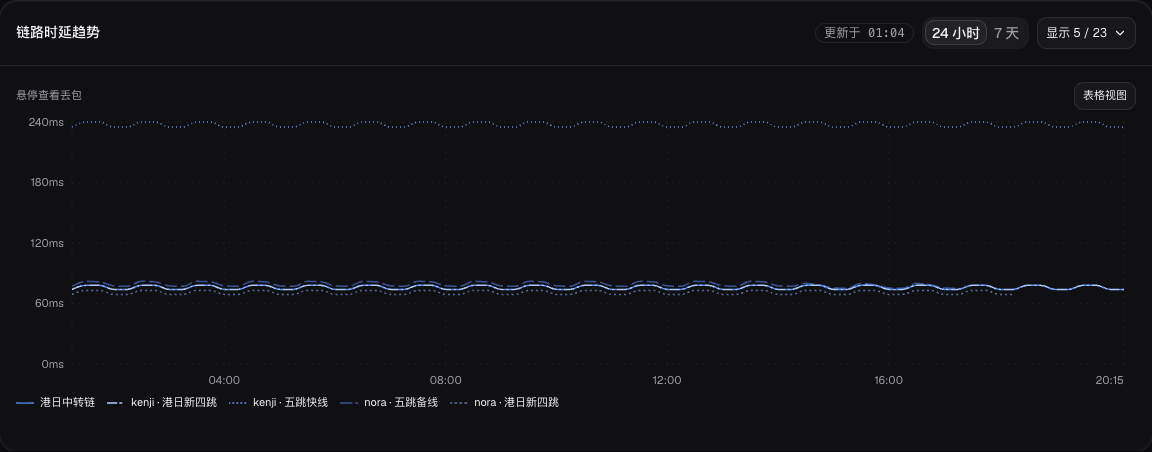 链路时延趋势
更新于 01:04
24 小时
7 天
显示 5 / 23
悬停查看丢包
表格视图
240ms
180ms
120ms
60ms
0ms
04:00
08:00
12:00
16:00
20:15
港日中转链
kenji · 港日新四跳
kenji · 五跳快线
nora · 五跳备线
nora · 港日新四跳